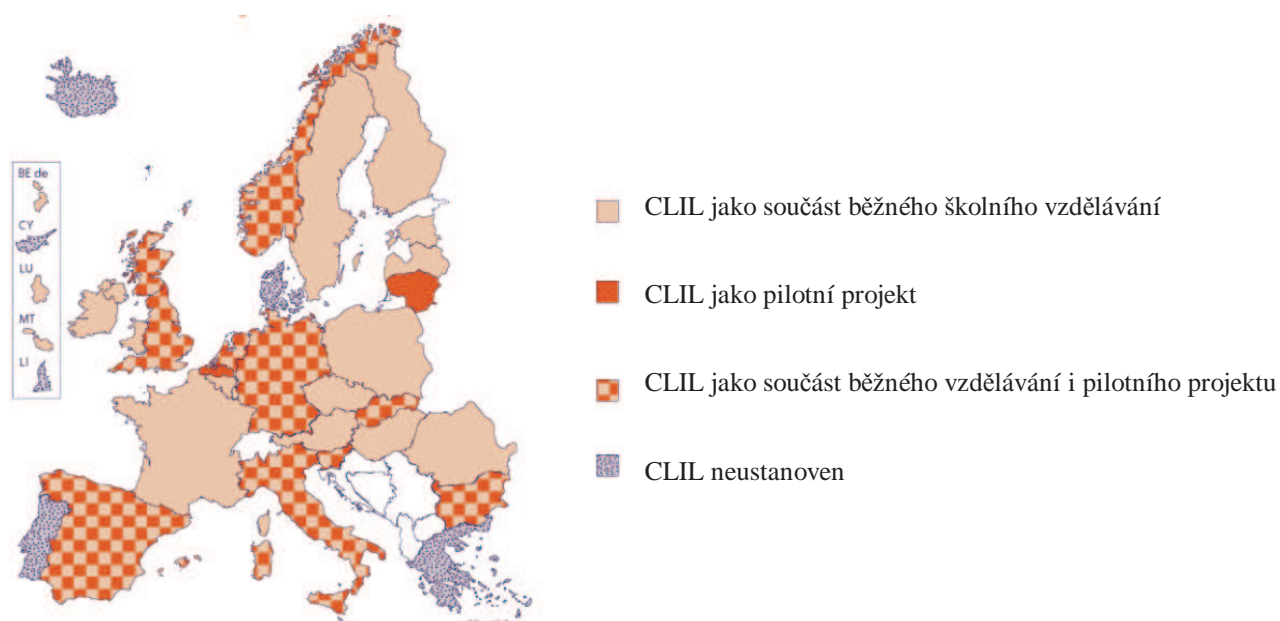 BE de
CY
LU
MT
LI
CLIL jako součást běžného školního vzdělávání
CLIL jako pilotní projekt
CLIL jako součást běžného vzdělávání i pilotního projektu
CLIL neustanoven